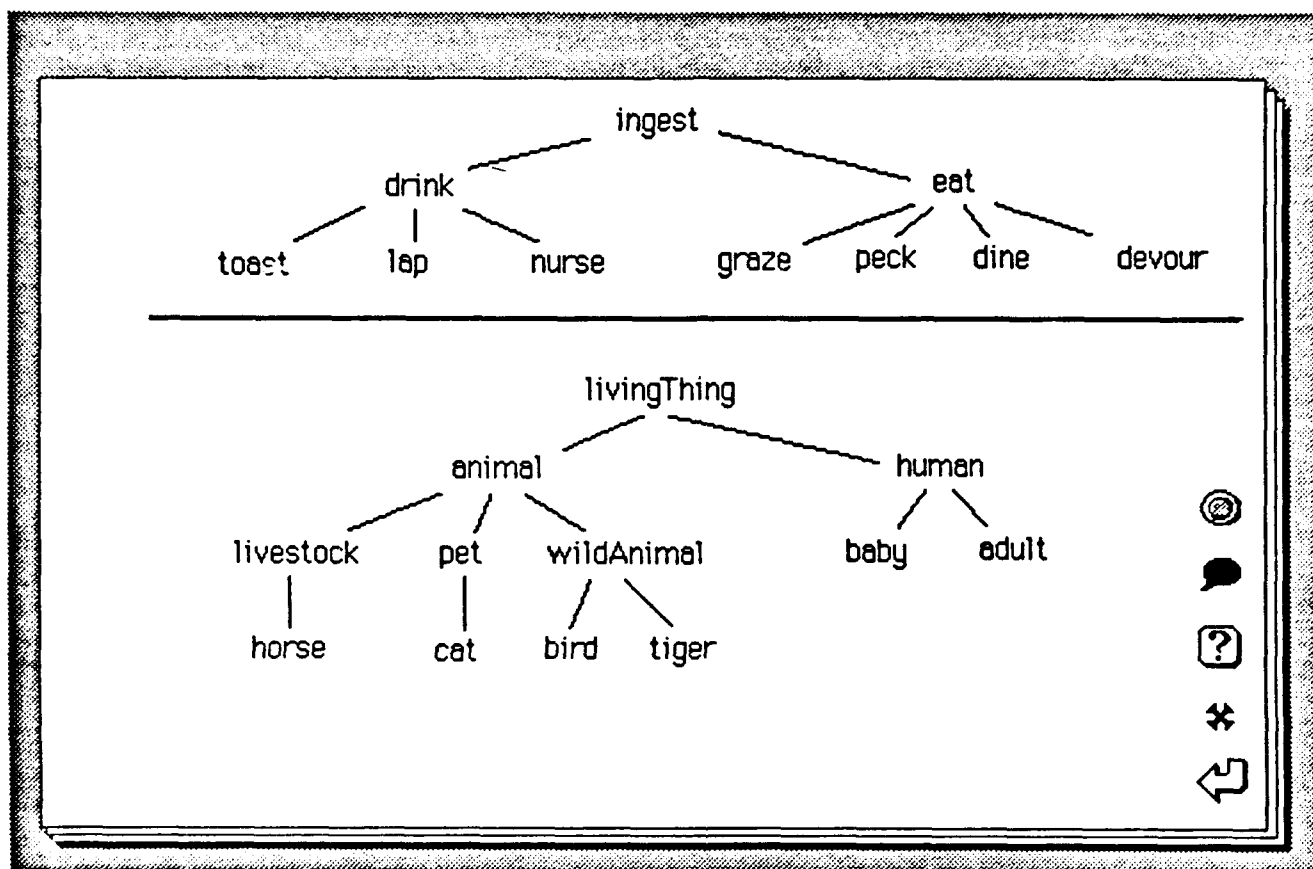 ingest
drink eat
toast lap nurse graze peck dine devour
livingThing
animal human
livestock pet wildAnimal baby adult
horse cat bird tiger
?